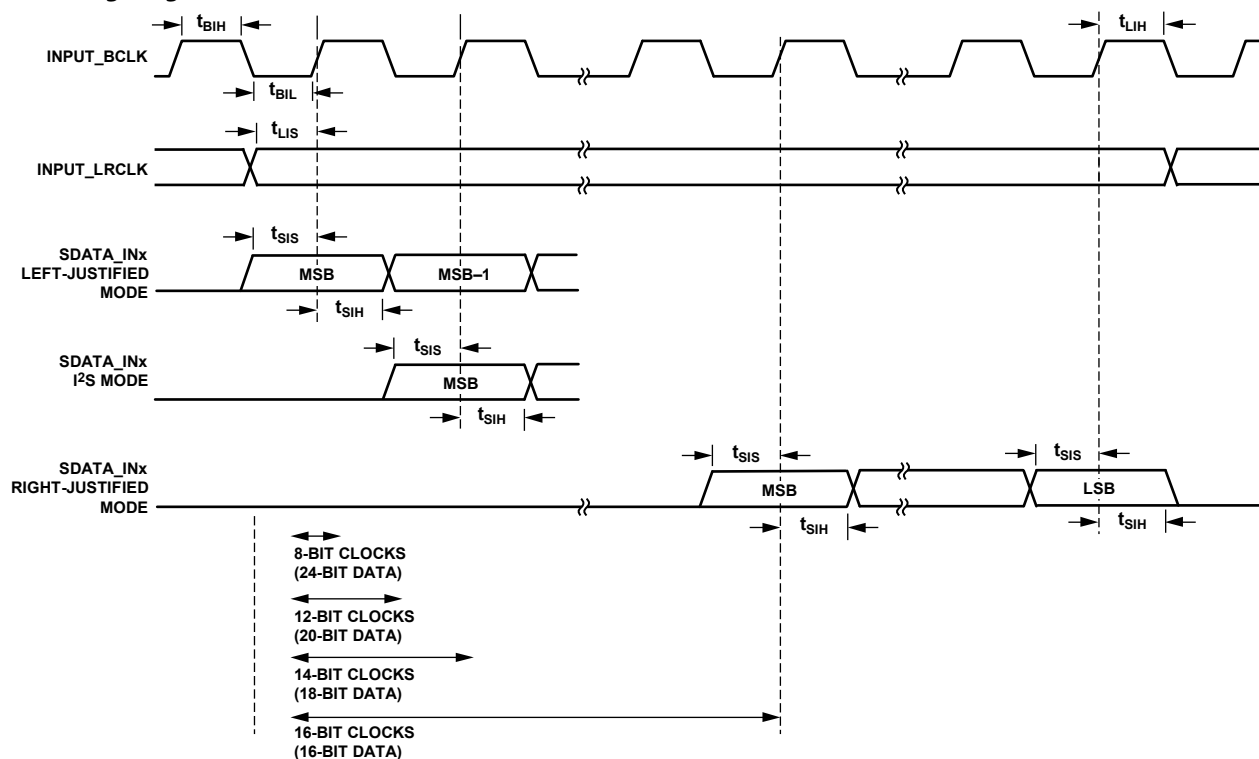 tBIH
tLIH
INPUT_BCLK
tBIL
tLIS
INPUT_LRCLK
tSIS
SDATA_INx
LEFT-JUSTIFIED
MODE
MSB
MSB–1
tSIH
SDATA_INx
I2S MODE
tSIS
MSB
tSIH
SDATA_INx
RIGHT-JUSTIFIED
MODE
tSIS
tSIS
MSB
LSB
tSIH
tSIH
8-BIT CLOCKS
(24-BIT DATA)
12-BIT CLOCKS
(20-BIT DATA)
14-BIT CLOCKS
(18-BIT DATA)
16-BIT CLOCKS
(16-BIT DATA)